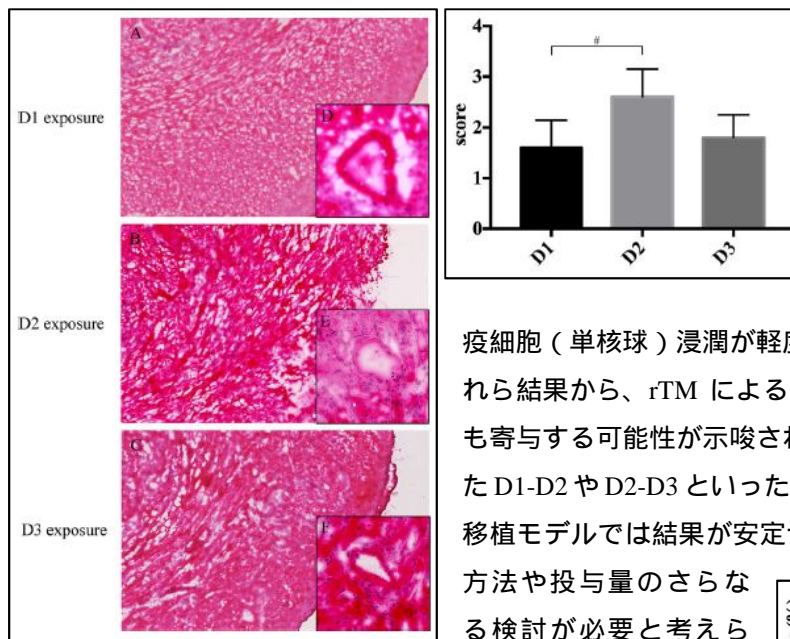 A
D1 exposure
D
B
D2 exposure
E
C
D3 exposure
F
#
4
3
2
1
0
score
D1
D2
D3
疫細胞（単核球）浸潤が軽度
れら結果から、rTM による
も寄与する可能性が示唆され
た D1-D2 や D2-D3 といった
移植モデルでは結果が安定
方法や投与量のさらな
る検討が必要と考えら